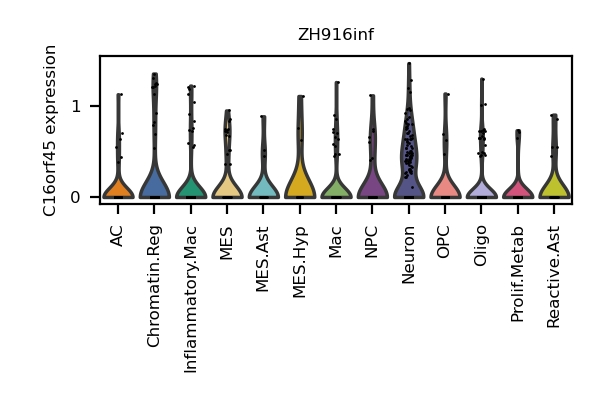 ZH916inf
C16orf45 expression
1
0
AC
Chromatin.Reg
Inflammatory.Mac
MES
MES.Ast
MES.Hyp
Mac
NPC
Neuron
OPC
Oligo
Prolif.Metab
Reactive.Ast